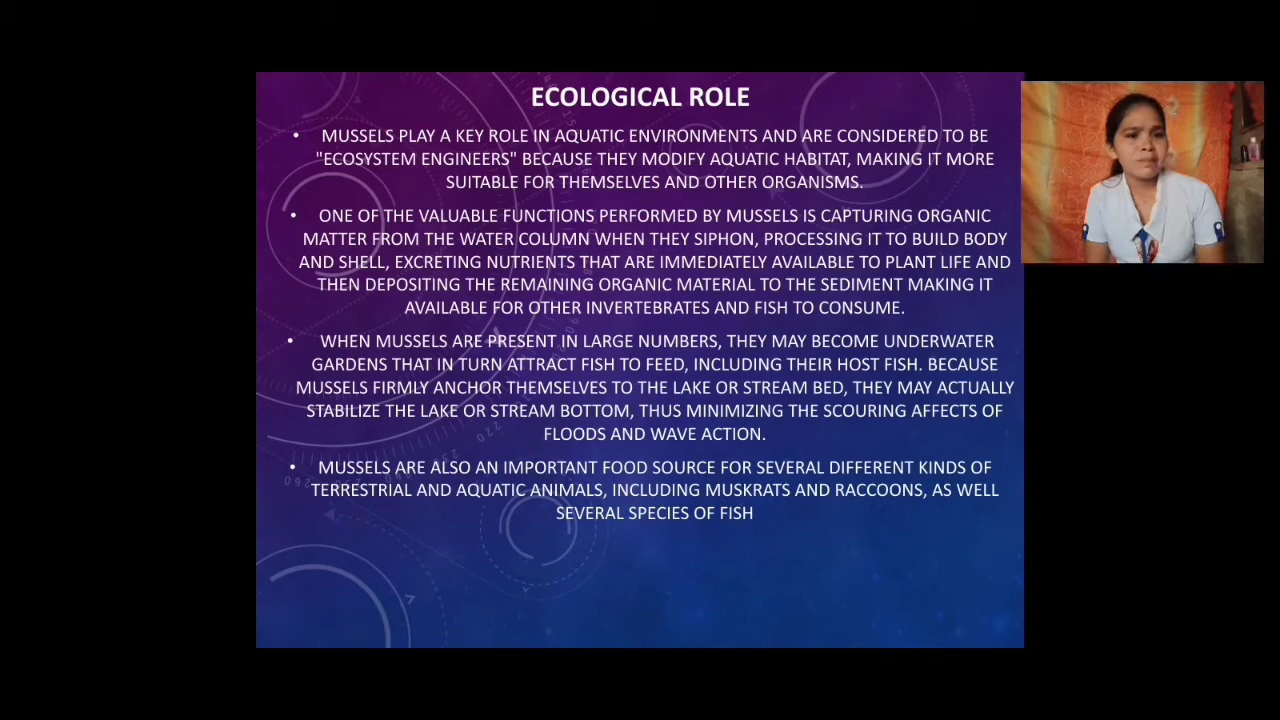 ECOLOGICAL ROLE
• MUSSELS PLAY A KEY ROLE IN AQUATIC ENVIRONMENTS AND ARE CONSIDERED TO BE
"ECOSYSTEM ENGINEERS" BECAUSE THEY MODIFY AQUATIC HABITAT, MAKING IT MORE
SUITABLE FOR THEMSELVES AND OTHER ORGANISMS.
• ONE OF THE VALUABLE FUNCTIONS PERFORMED BY MUSSELS IS CAPTURING ORGANIC
MATTER FROM THE WATER COLUMN WHEN THEY SIPHON, PROCESSING IT TO BUILD BODY
AND SHELL, EXCRETING NUTRIENTS THAT ARE IMMEDIATELY AVAILABLE TO PLANT LIFE AND
THEN DEPOSITING THE REMAINING ORGANIC MATERIAL TO THE SEDIMENT MAKING IT
AVAILABLE FOR OTHER INVERTEBRATES AND FISH TO CONSUME.
• WHEN MUSSELS ARE PRESENT IN LARGE NUMBERS, THEY MAY BECOME UNDERWATER
GARDENS THAT IN TURN ATTRACT FISH TO FEED, INCLUDING THEIR HOST FISH. BECAUSE
MUSSELS FIRMLY ANCHOR THEMSELVES TO THE LAKE OR STREAM BED, THEY MAY ACTUALLY
STABILIZE THE LAKE OR STREAM BOTTOM, THUS MINIMIZING THE SCOURING AFFECTS OF
FLOODS AND WAVE ACTION.
• MUSSELS ARE ALSO AN IMPORTANT FOOD SOURCE FOR SEVERAL DIFFERENT KINDS OF
TERRESTRIAL AND AQUATIC ANIMALS, INCLUDING MUSKRATS AND RACCOONS, AS WELL
SEVERAL SPECIES OF FISH